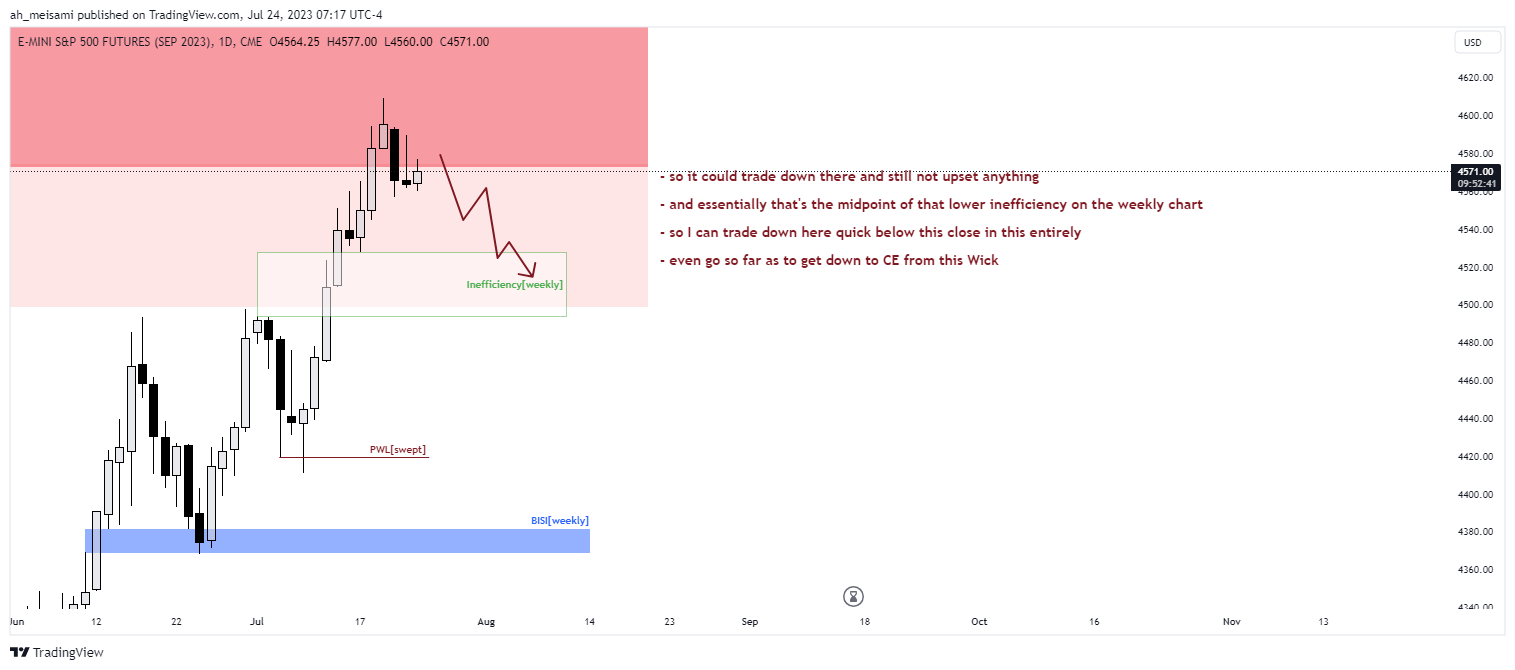 ah_meisami published on TradingView.com, Jul 24, 2023 07:17 UTC-4
E-MINI S&P 500 FUTURES (SEP 2023), 1D, CME O4564.25 H4577.00 L4560.00 C4571.00
USD
4620.00
4600.00
4580.00
4571.00
09:52:41
4560.00
4540.00
4520.00
4500.00
4480.00
4460.00
4440.00
4420.00
4400.00
4380.00
4360.00
4340.00
- so it could trade down there and still not upset anything
- and essentially that's the midpoint of that lower inefficiency on the weekly chart
- so I can trade down here quick below this close in this entirely
- even go so far as to get down to CE from this Wick
Inefficiency[weekly]
PWL[swept]
BISI[weekly]
Jun 12 22 Jul 17 Aug 14 23 Sep 18 Oct 16 Nov 13
TradingView